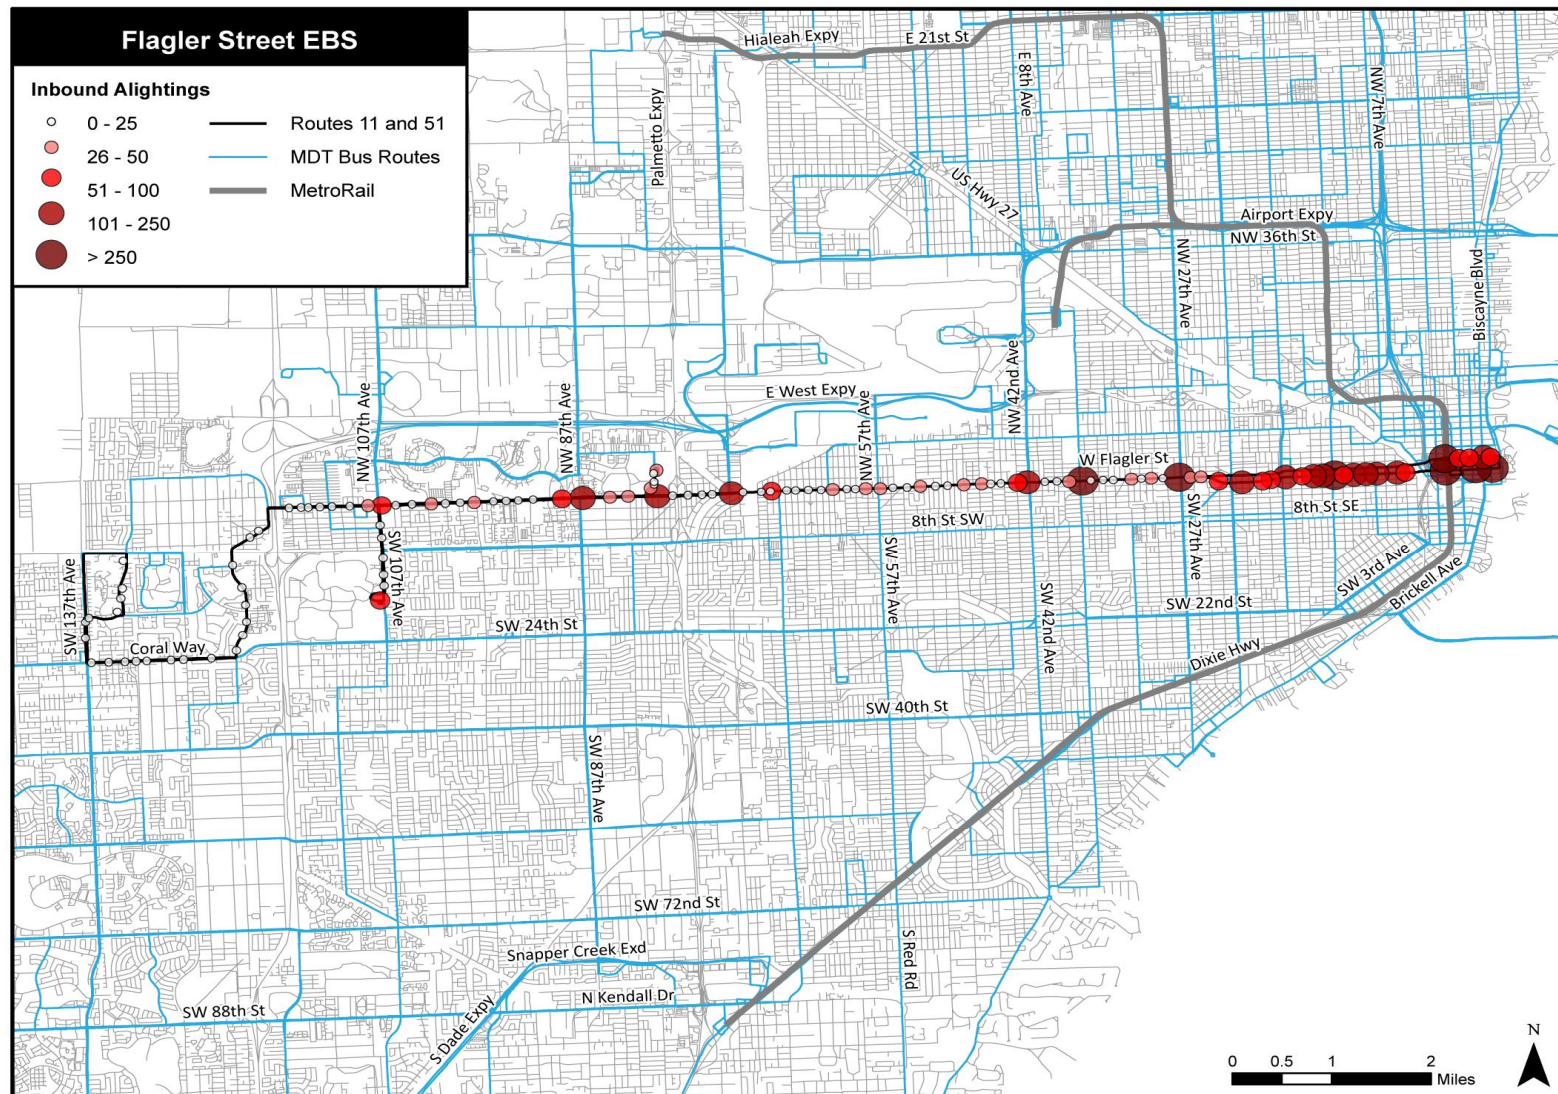 Flagler Street EBS
Inbound Alightings
0 - 25
26 - 50
51 - 100
101 - 250
> 250
Routes 11 and 51
MDT Bus Routes
MetroRail
Hialeah Expy
E 21st St
Palmetto Expy
E 8th Ave
NW 7th Ave
US Hwy 27
Airport Expy
NW 36th St
NW 27th Ave
Biscayne Blvd
NW 42nd Ave
E West Expy
NW 107th Ave
NW 87th Ave
NW 57th Ave
W Flagler St
8th St SW
8th St SE
SW 137th Ave
SW 107th Ave
SW 57th Ave
SW 27th Ave
SW 3rd Ave
Brickell Ave
SW 22nd St
SW 24th St
Coral Way
SW 42nd Ave
Dixie Hwy
SW 40th St
SW 87th Ave
SW 72nd St
S Red Rd
Snapper Creek Exd
N Kendall Dr
SW 88th St
S Dade Expy
N
0 0.5 1 2
Miles